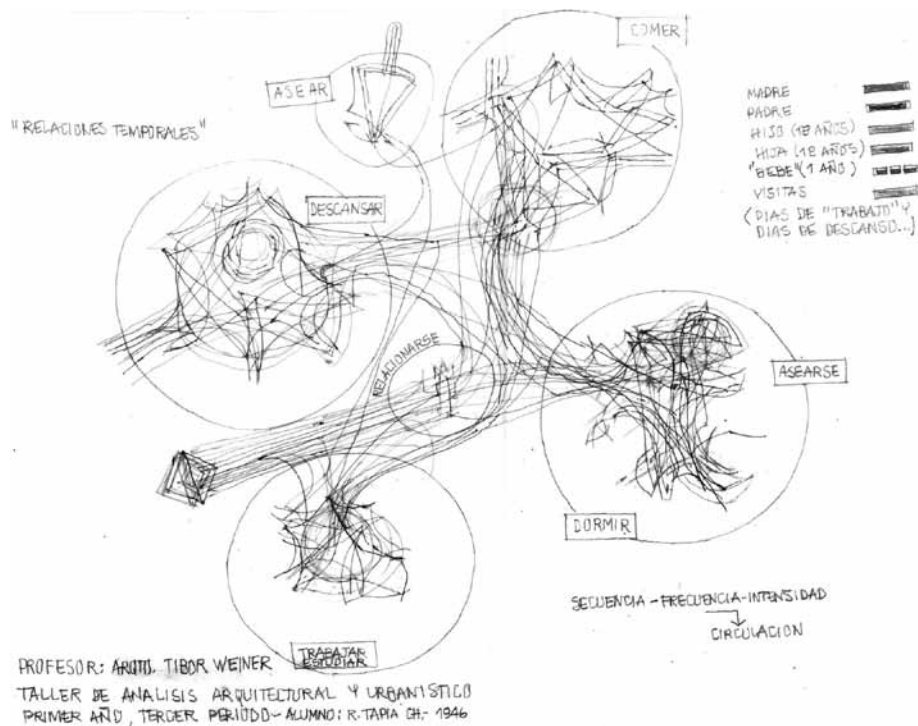 COMER
ASEAR
"RELACIONES TEMPORALES"
MADRE
PADRE
HIJO (18 AÑOS)
HIJA (12 AÑOS)
"BEBE" (1 AÑO)
VISITAS
(DIAS DE "TRABAJO" Y
DIAS DE DESCANSO...)
DESCANSAR
RELACIONARSE
ASEARSE
DORMIR
TRABAJAR
ESTUDIAR
SECUENCIA - FRECUENCIA - INTENSIDAD
CIRCULACION
PROFESOR: ARQTO. TIBOR WEINER
TALLER DE ANALISIS ARQUITECTURAL Y URBANISTICO
PRIMER AÑO, TERCER PERIODO - ALUMNO: R. TAPIA CH.- 1946